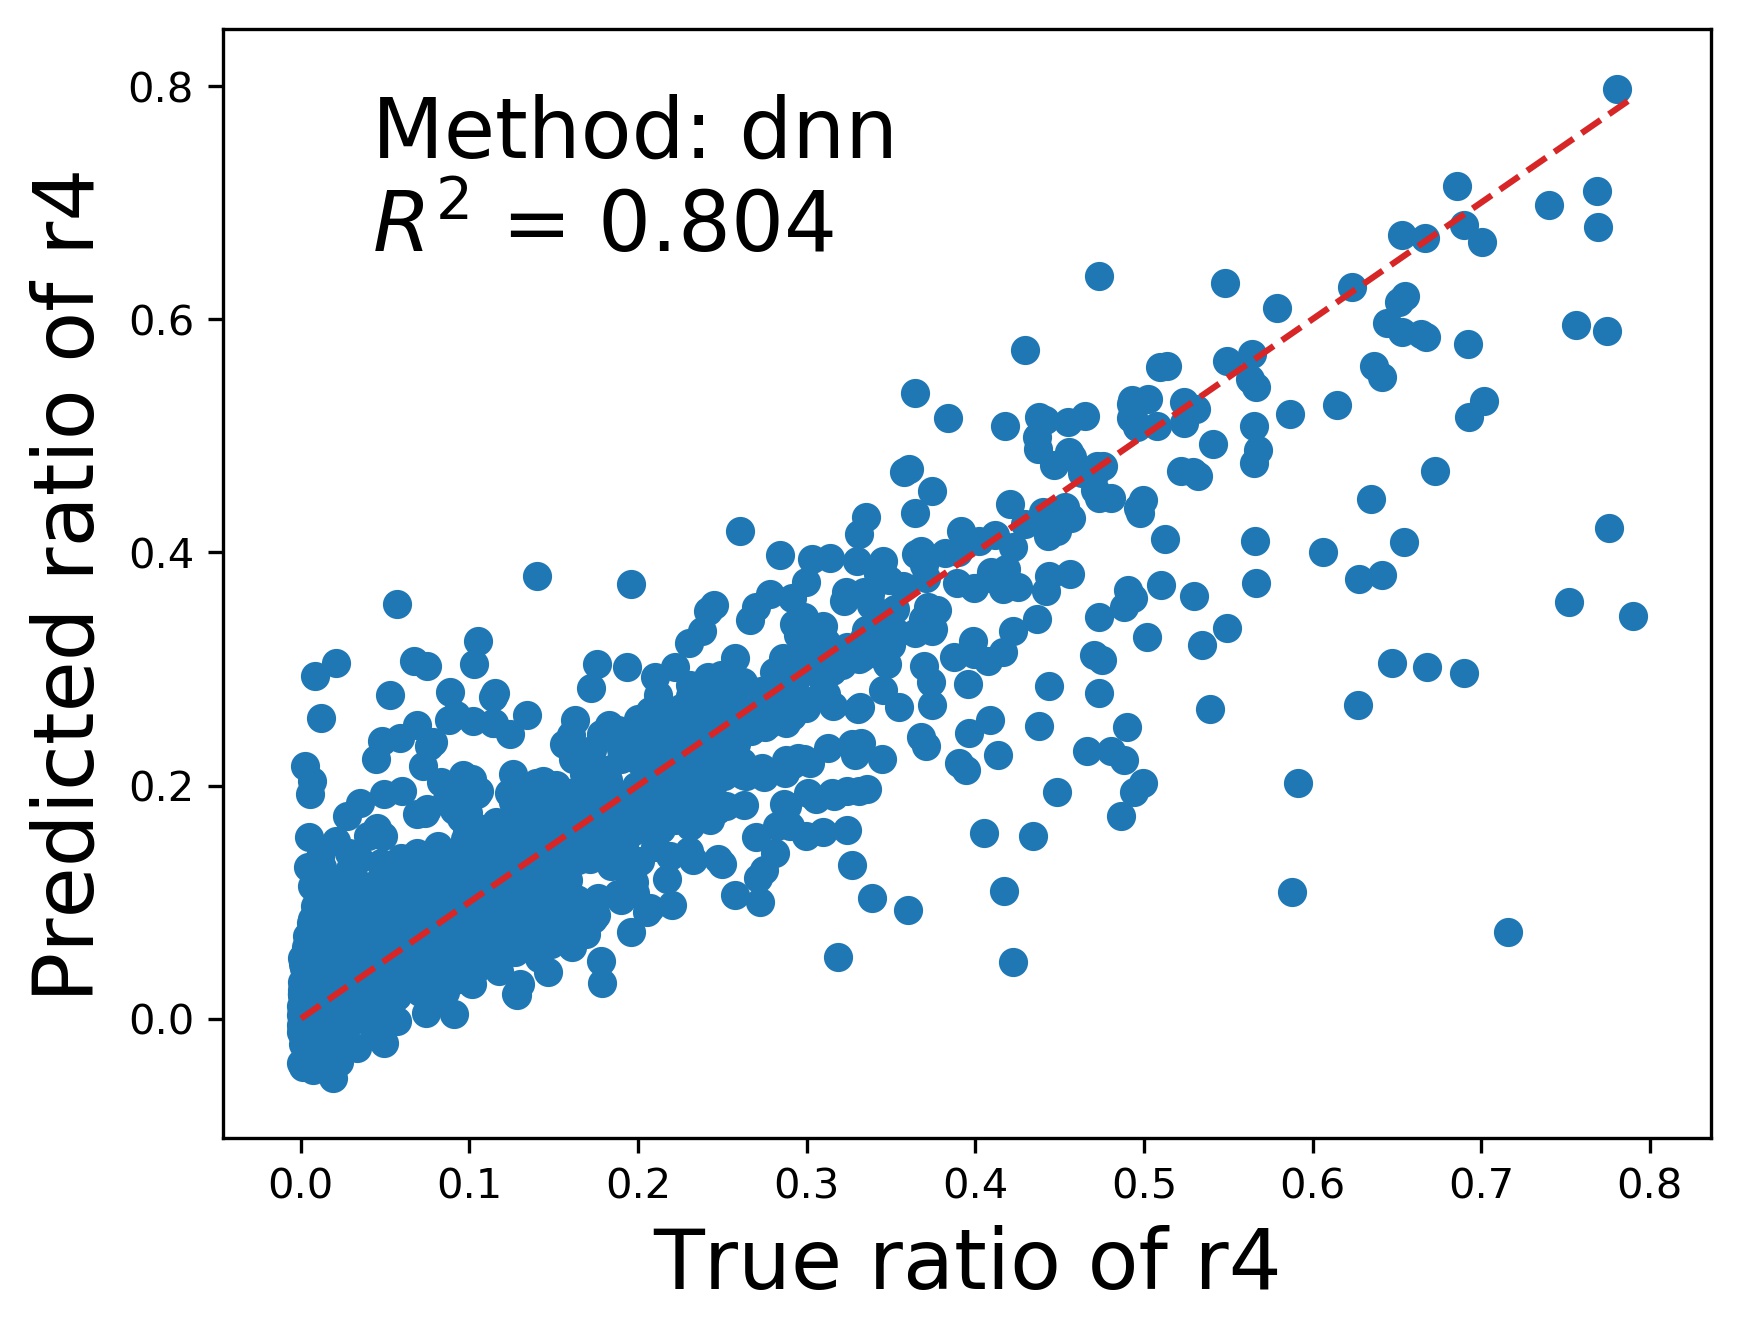 Method: dnn
R² = 0.804
Predicted ratio of r4
0.8
0.6
0.4
0.2
0.0
0.0 0.1 0.2 0.3 0.4 0.5 0.6 0.7 0.8
True ratio of r4